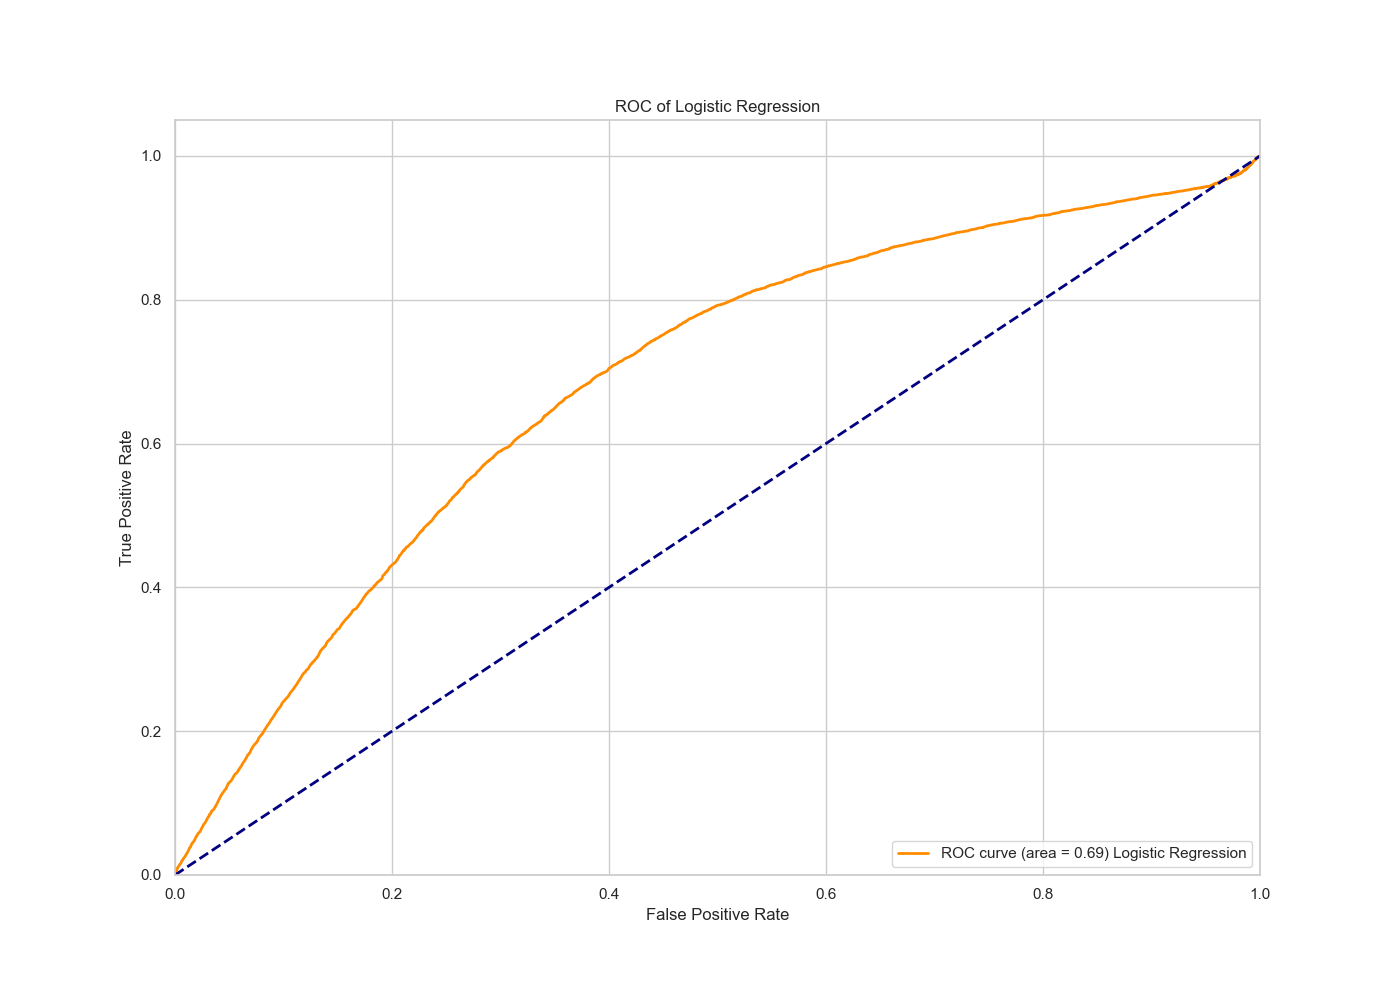 ROC of Logistic Regression
True Positive Rate
1.0
0.8
0.6
0.4
0.2
0.0
0.0 0.2 0.4 0.6 0.8 1.0
False Positive Rate
ROC curve (area = 0.69) Logistic Regression